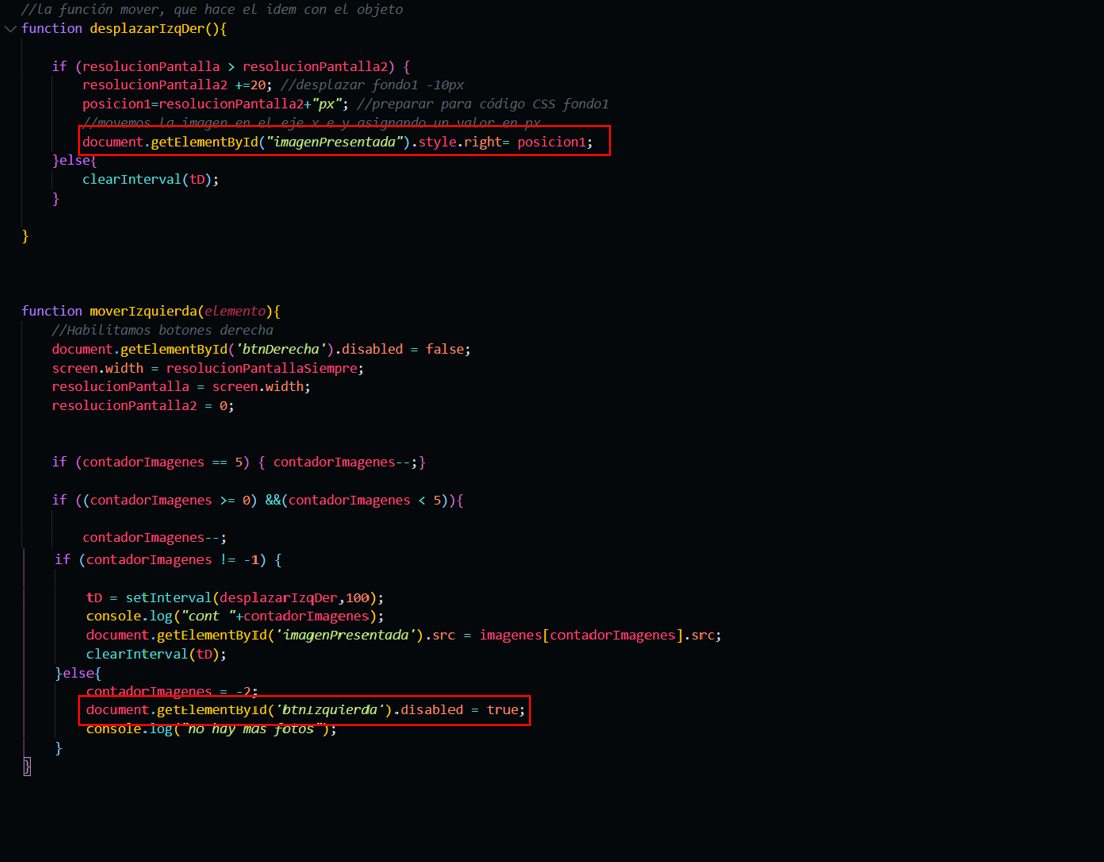 //la función mover, que hace el idem con el objeto
function desplazarIzqDer(){
if (resolucionPantalla > resolucionPantalla2) {
resolucionPantalla2 +=20; //desplazar fondo1 -10px
posicion1=resolucionPantalla2+"px"; //preparar para código CSS fondo1
//movemos la imagen en el eje x e y asignando un valor en px
document.getElementById("imagenPresentada").style.right= posicion1;
}else{
clearInterval(tD);
}
}
function moverIzquierda(elemento){
//Habilitamos botones derecha
document.getElementById('btnDerecha').disabled = false;
screen.width = resolucionPantallaSiempre;
resolucionPantalla = screen.width;
resolucionPantalla2 = 0;
if (contadorImagenes == 5) { contadorImagenes--;}
if ((contadorImagenes >= 0) &&(contadorImagenes < 5)){
contadorImagenes--;
if (contadorImagenes != -1) {
tD = setInterval(desplazarIzqDer,100);
console.log("cont "+contadorImagenes);
document.getElementById('imagenPresentada').src = imagenes[contadorImagenes].src;
clearInterval(tD);
}else{
contadorImagenes = -2;
document.getElementById('btnIzquierda').disabled = true;
console.log("no hay mas fotos");
}
}